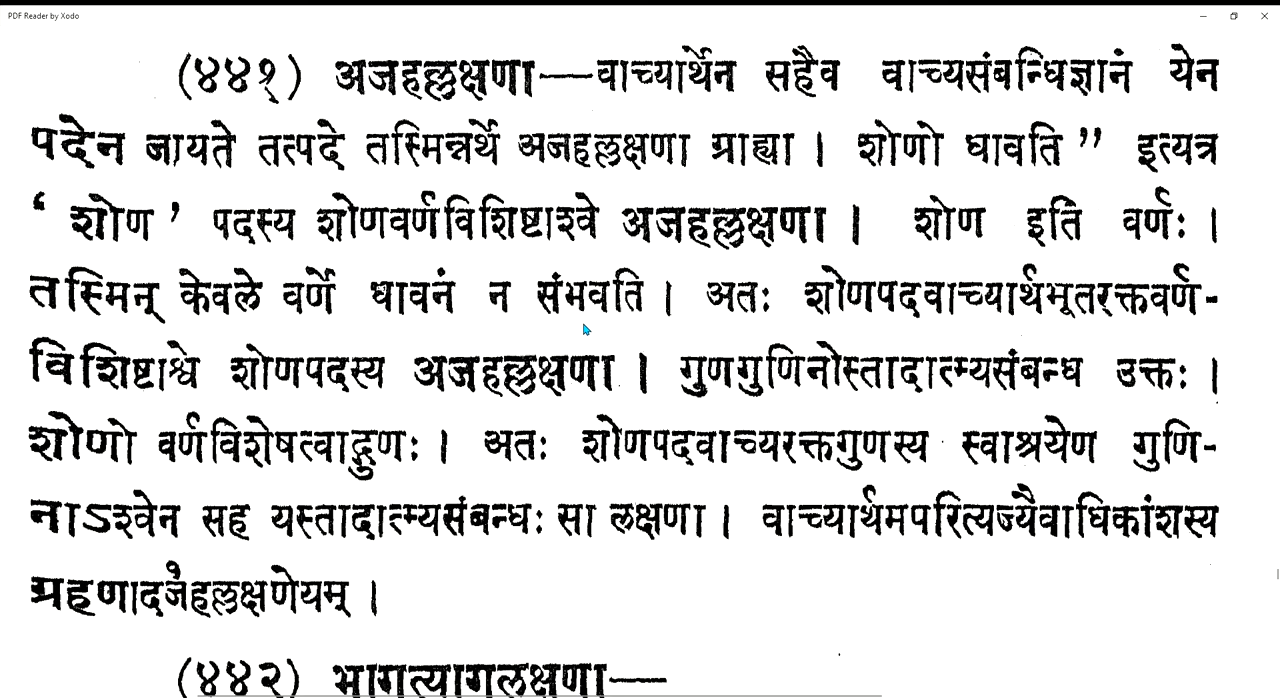 PDF Reader by Xodo
(४४१) अजहल्लक्षणा—वाच्यार्थेन सहैव वाच्यसंबन्धिज्ञानं येन
पदेन जायते तत्पदे तस्मिन्नर्थे अजहल्लक्षणा ग्राह्या । शोणो धावति” इत्यत्र
‘ शोण ’ पदस्य शोणवर्णविशिष्टाश्वे अजहल्लक्षणा । शोण इति वर्णः ।
तस्मिन् केवले वर्णे धावनं न संभवति । अतः शोणपदवाच्यार्थभूतरक्तवर्ण-
विशिष्टाश्वे शोणपदस्य अजहल्लक्षणा । गुणगुणिनोस्तादात्म्यसंबन्ध उक्तः ।
शोणो वर्णविशेषत्वाद्गुणः । अतः शोणपदवाच्यरक्तगुणस्य स्वाश्रयेण गुणि-
नाऽश्वेन सह यस्तादात्म्यसंबन्धः सा लक्षणा । वाच्यार्थमपरित्यज्यैवाधिकांशस्य
ग्रहणादजहल्लक्षणेयम् ।
(४४२) भागत्यागलक्षणा—